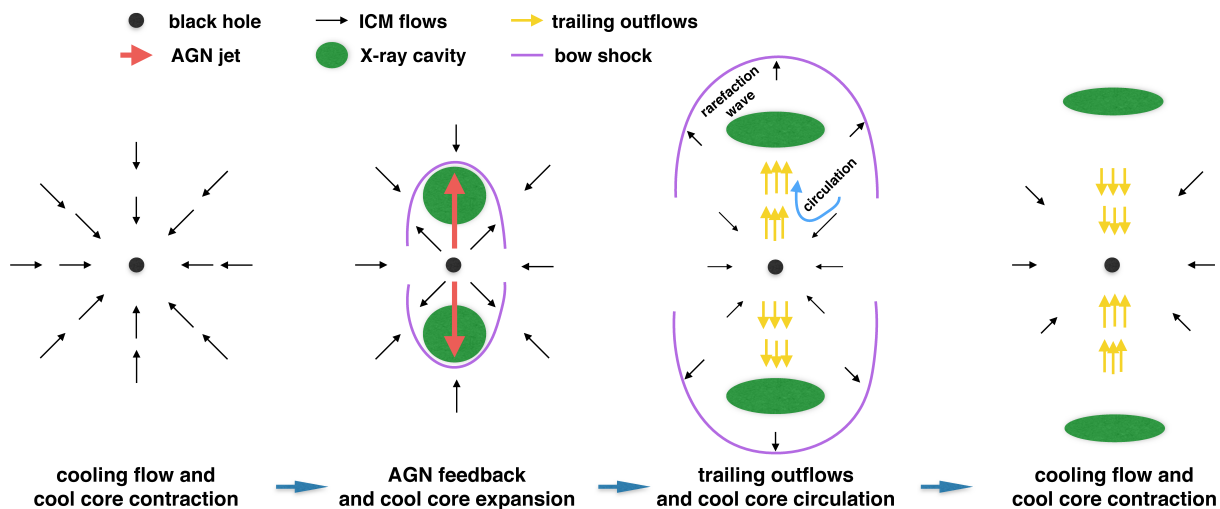 black hole
ICM flows
trailing outflows
AGN jet
X-ray cavity
bow shock
rarefaction
wave
circulation
cooling flow and
cool core contraction
AGN feedback
and cool core expansion
trailing outflows
and cool core circulation
cooling flow and
cool core contraction